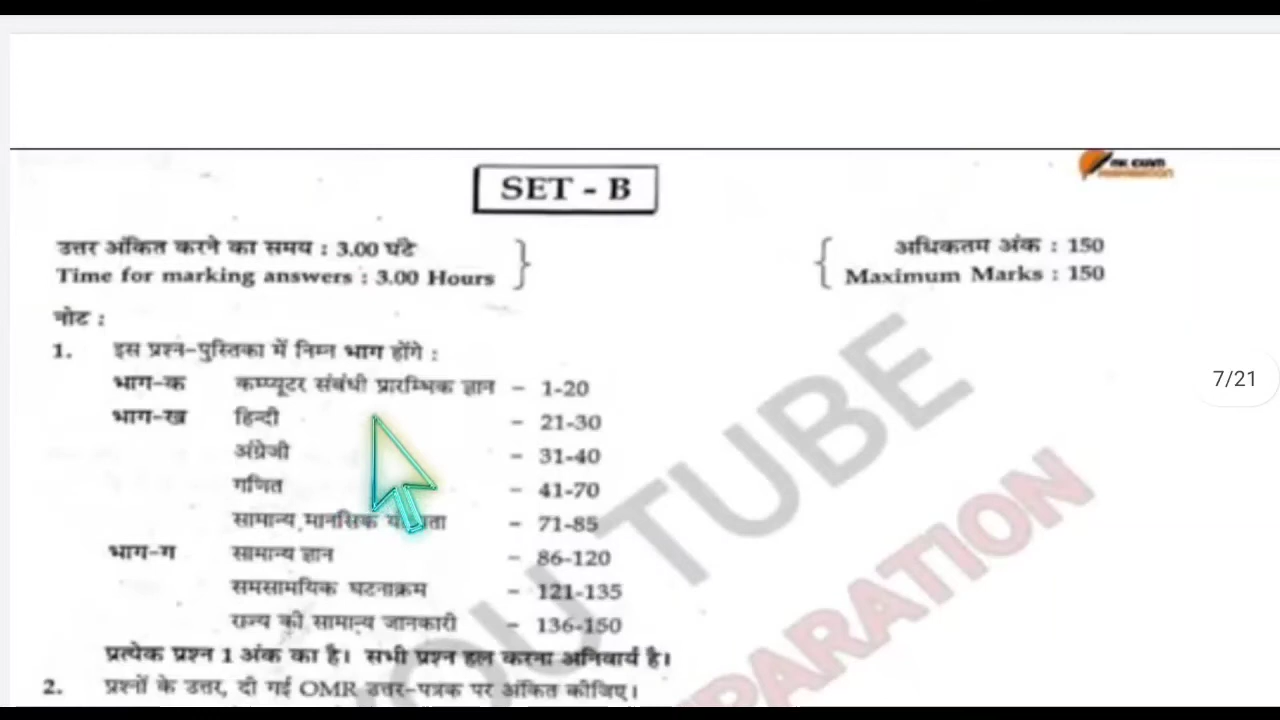 SET - B
उत्तर अंकित करने का समय : 3.00 घंटे
Time for marking answers : 3.00 Hours
अधिकतम अंक : 150
Maximum Marks : 150
नोट :
1. इस प्रश्न-पुस्तिका में निम्न भाग होंगे :
भाग-क कम्प्यूटर संबंधी प्रारम्भिक ज्ञान – 1-20
भाग-ख हिन्दी – 21-30
अंग्रेजी – 31-40
गणित – 41-70
सामान्य मानसिक – 71-85
भाग-ग सामान्य ज्ञान – 86-120
समसामयिक घटनाक्रम – 121-135
राज्य की सामान्य जानकारी – 136-150
प्रत्येक प्रश्न 1 अंक का है। सभी प्रश्न हल करना अनिवार्य है।
2. प्रश्नों के उत्तर, दी गई OMR उत्तर-पत्रक पर अंकित कीजिए।
7/21
YOU TUBE